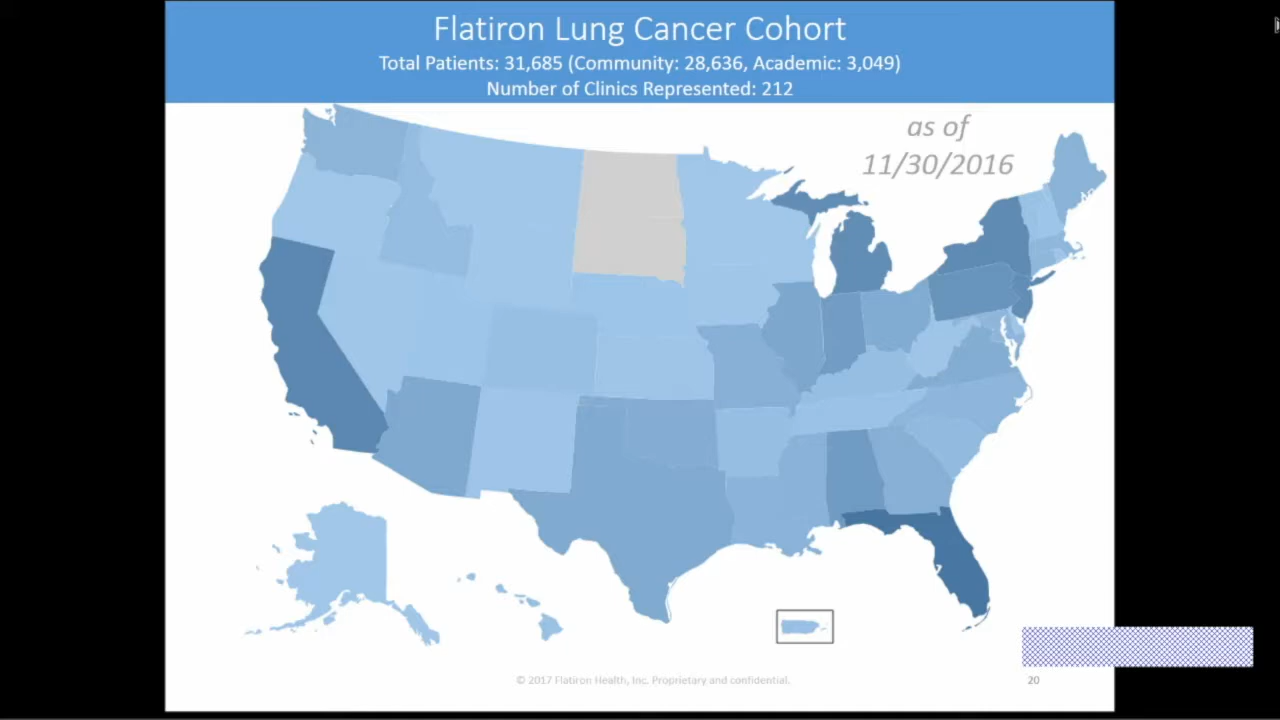 Flatiron Lung Cancer Cohort
Total Patients: 31,685 (Community: 28,636, Academic: 3,049)
Number of Clinics Represented: 212
as of
11/30/2016
© 2017 Flatiron Health, Inc. Proprietary and confidential.
20